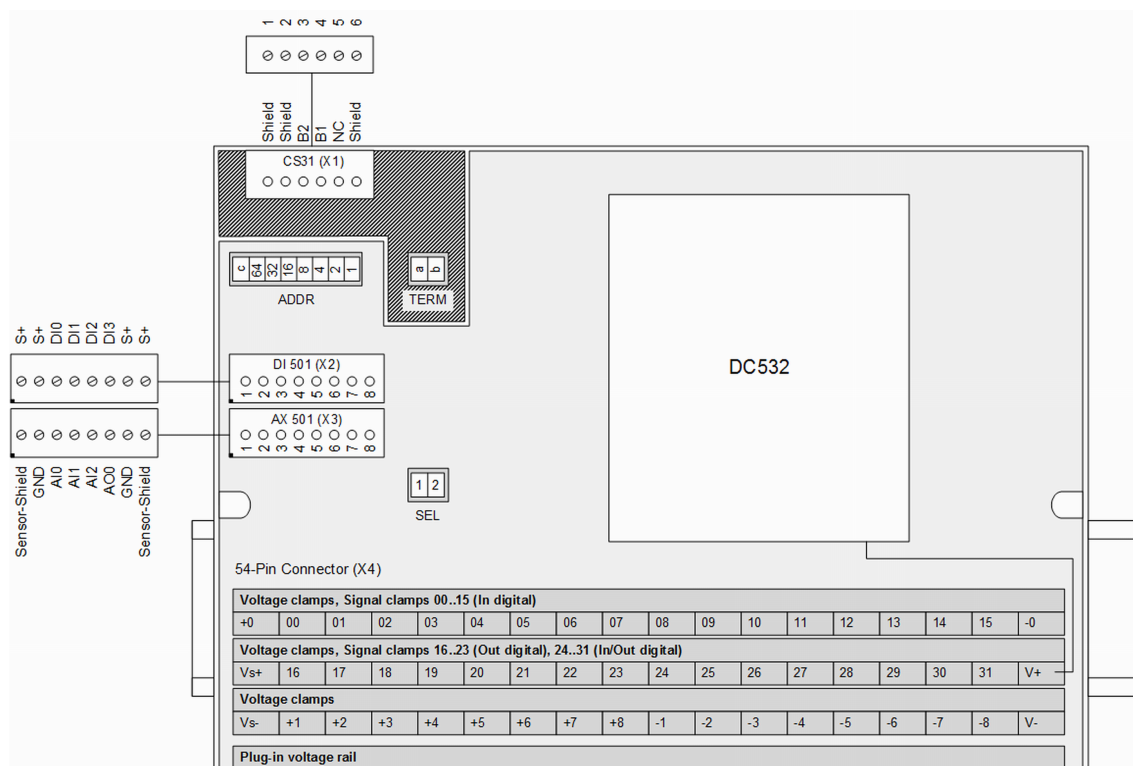 1 2 3 4 5 6
Shield Shield B2 B1 NC Shield
CS31 (X1)
c 64 32 16 8 4 2 1
ADDR
a b
TERM
S+ S+ DI0 DI1 DI2 DI3 S+ S+
DI 501 (X2)
1 2 3 4 5 6 7 8
AX 501 (X3)
1 2 3 4 5 6 7 8
Sensor-Shield GND AI0 AI1 AI2 AO0 GND Sensor-Shield
1 2
SEL
DC532
54-Pin Connector (X4)
Voltage clamps, Signal clamps 00..15 (In digital)
+0 00 01 02 03 04 05 06 07 08 09 10 11 12 13 14 15 -0
Voltage clamps, Signal clamps 16..23 (Out digital), 24..31 (In/Out digital)
Vs+ 16 17 18 19 20 21 22 23 24 25 26 27 28 29 30 31 V+
Voltage clamps
Vs- +1 +2 +3 +4 +5 +6 +7 +8 -1 -2 -3 -4 -5 -6 -7 -8 V-
Plug-in voltage rail